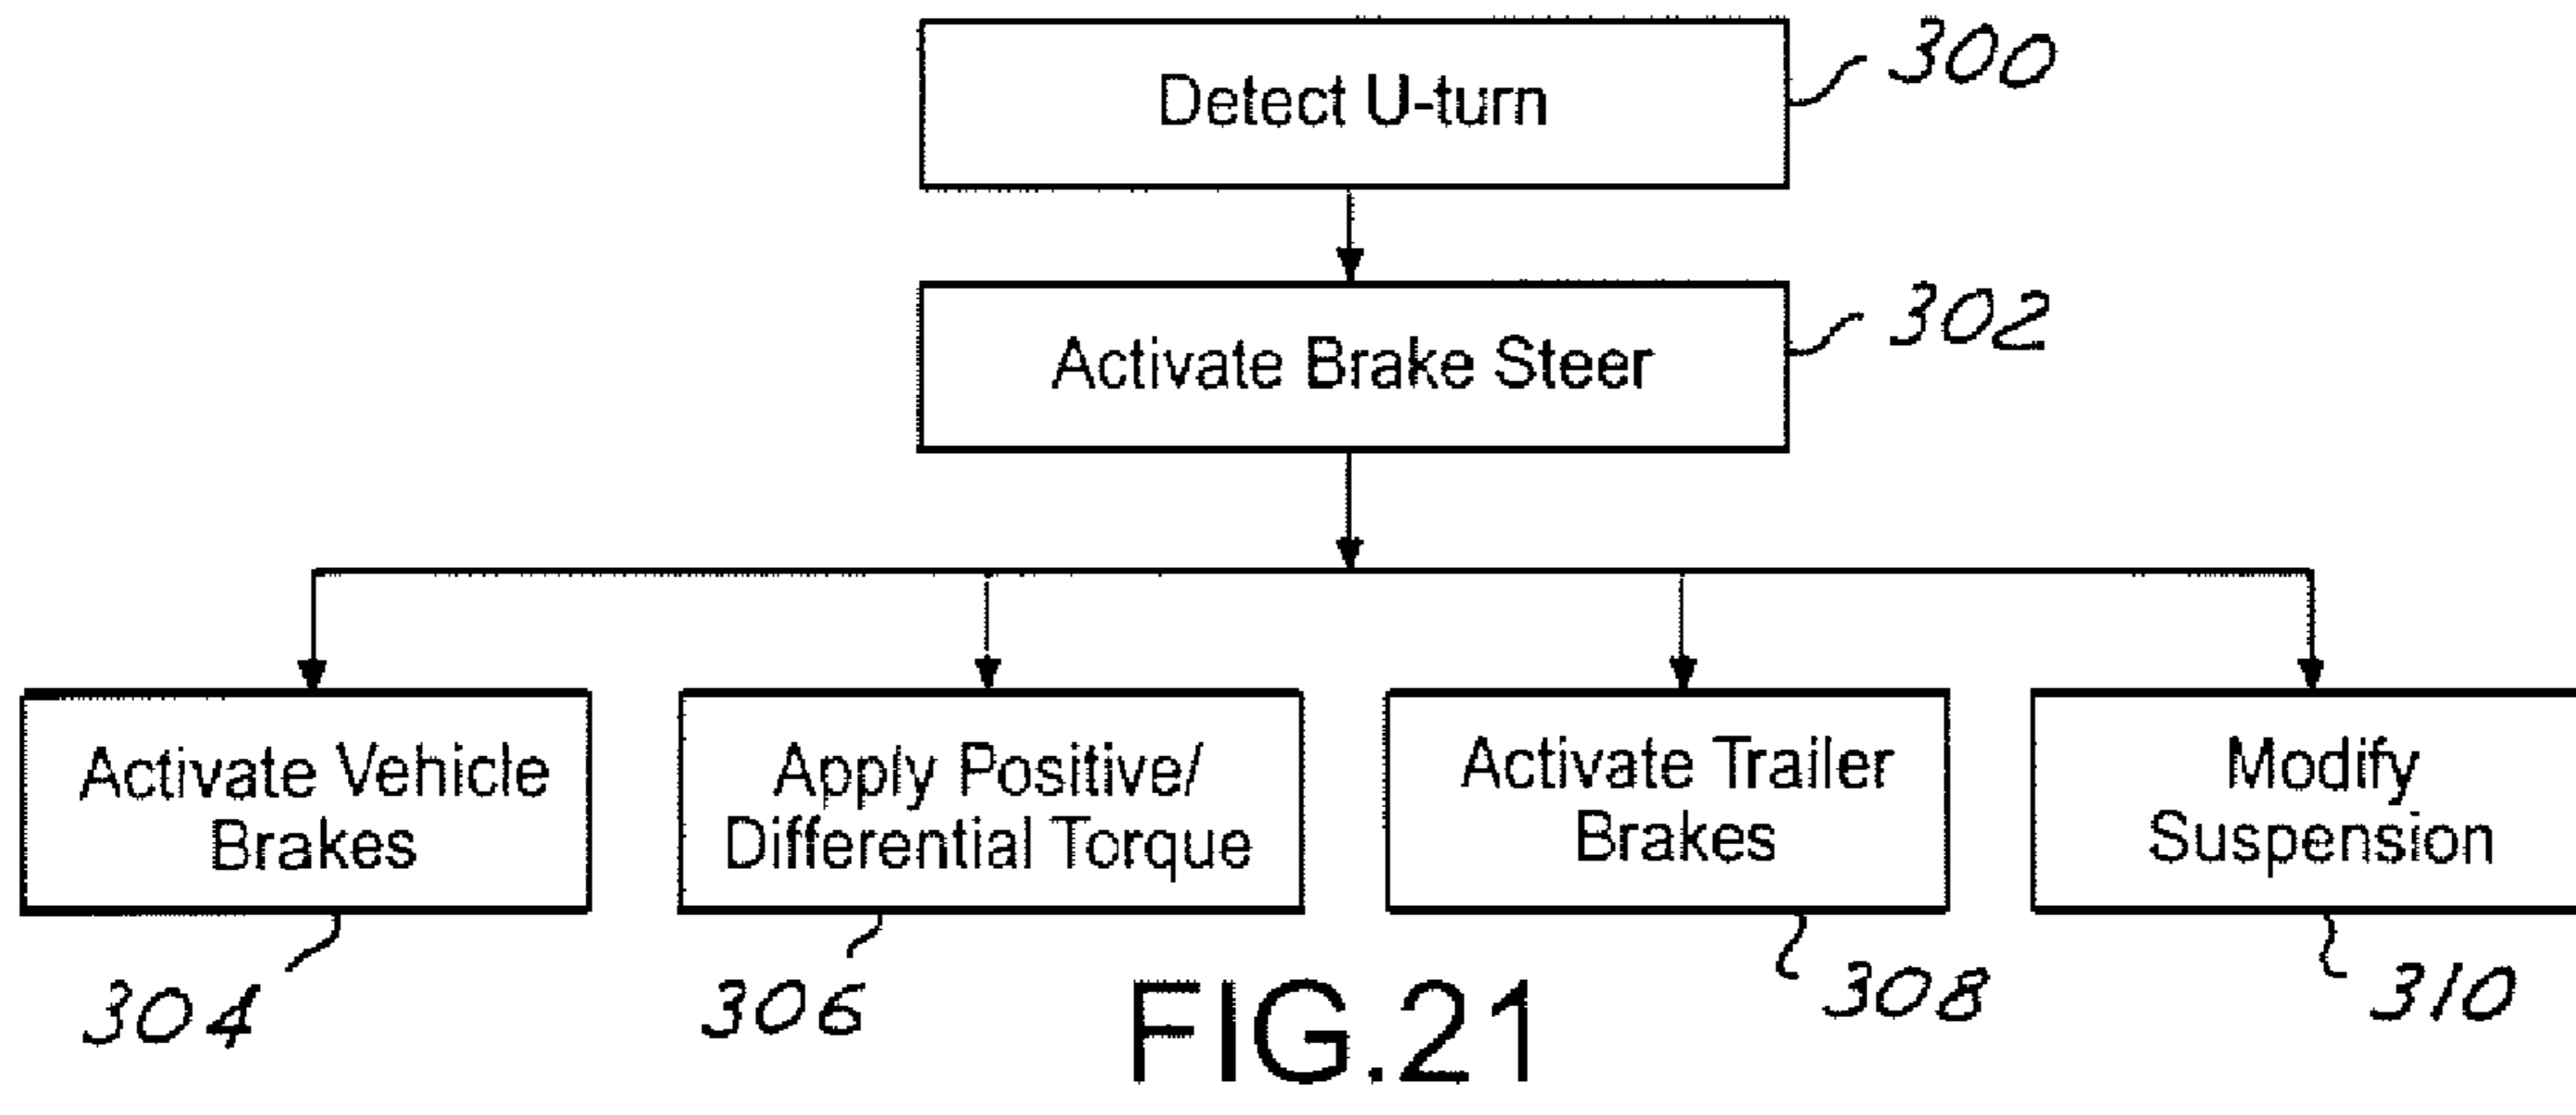 Detect U-turn
300
Activate Brake Steer
302
Activate Vehicle
Brakes
304
Apply Positive/
Differential Torque
306
Activate Trailer
Brakes
308
Modify
Suspension
310
FIG.21